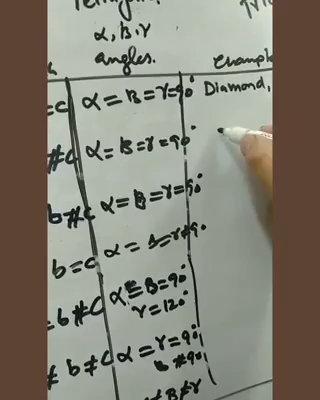 α, β, γ
angles.
Example
=c α = β = γ = 90° Diamond,
≠c α = β = γ = 90°
b≠c α = β = γ = 90°
b=c α = β = γ ≠ 90
=b≠c α = β = 90°
γ = 120°
≠ b≠c α = γ = 90°
β ≠ 90,
≠ β ≠ γ